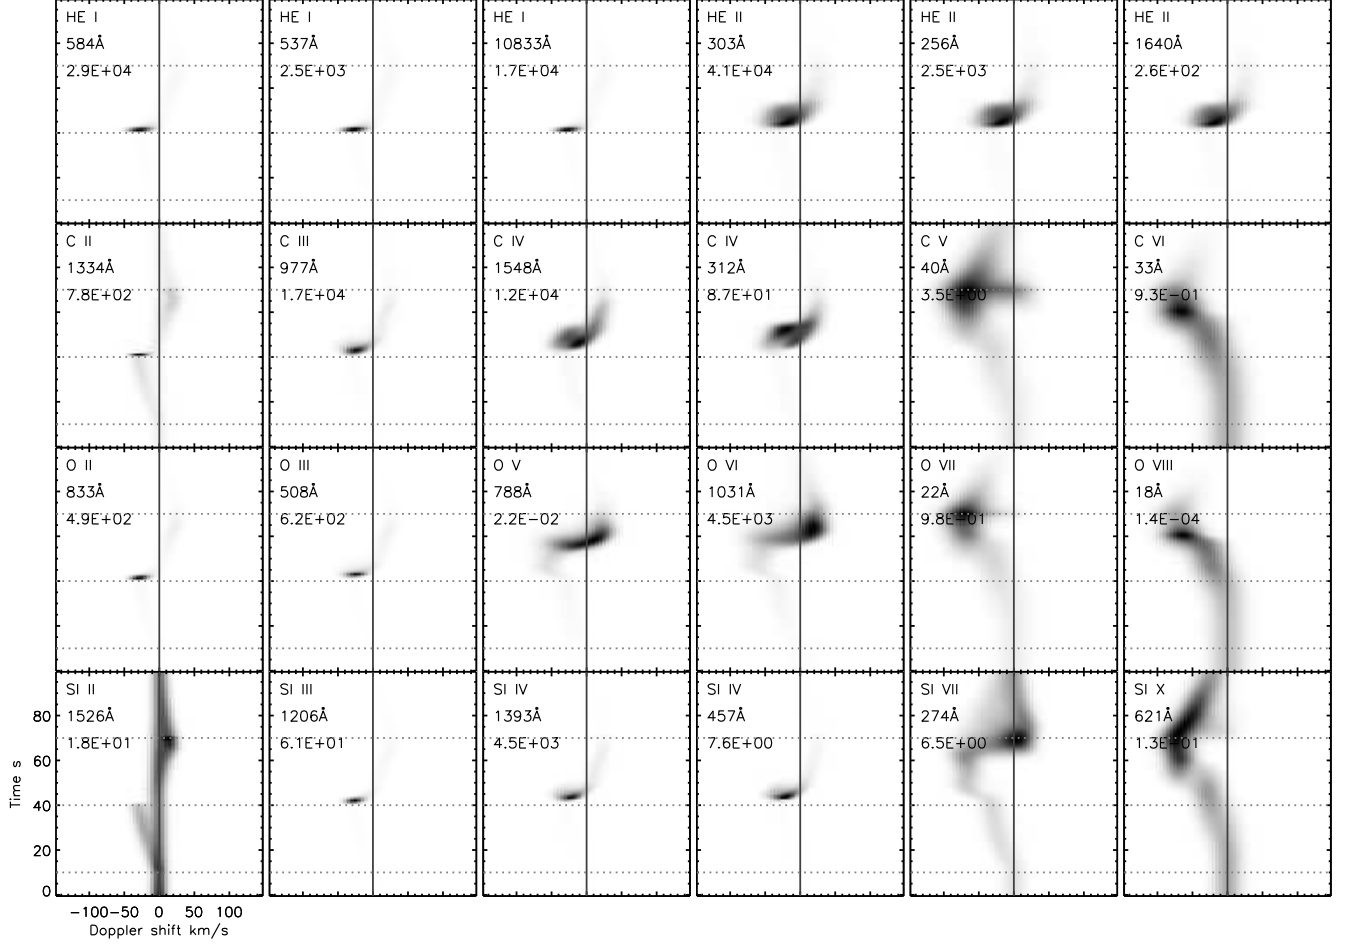 HE I
584Å
2.9E+04
HE I
537Å
2.5E+03
HE I
10833Å
1.7E+04
HE II
303Å
4.1E+04
HE II
256Å
2.5E+03
HE II
1640Å
2.6E+02
C II
1334Å
7.8E+02
C III
977Å
1.7E+04
C IV
1548Å
1.2E+04
C IV
312Å
8.7E+01
C V
40Å
3.5E+00
C VI
33Å
9.3E−01
O II
833Å
4.9E+02
O III
508Å
6.2E+02
O V
788Å
2.2E−02
O VI
1031Å
4.5E+03
O VII
22Å
9.8E−01
O VIII
18Å
1.4E−04
SI II
1526Å
1.8E+01
SI III
1206Å
6.1E+01
SI IV
1393Å
4.5E+03
SI IV
457Å
7.6E+00
SI VII
274Å
6.5E+00
SI X
621Å
1.3E−01
80
60
40
20
0
Time s
−100−50 0 50 100
Doppler shift km/s